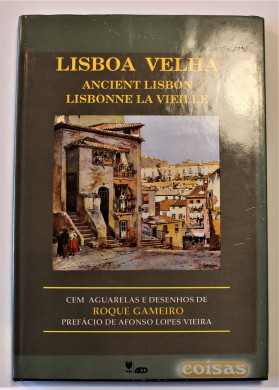 LISBOA VELHA
ANCIENT LISBON
LISBONNE LA VIEILLE
CEM AGUARELAS E DESENHOS DE
ROQUE GAMEIRO
PREFÁCIO DE AFONSO LOPES VIEIRA
coisas